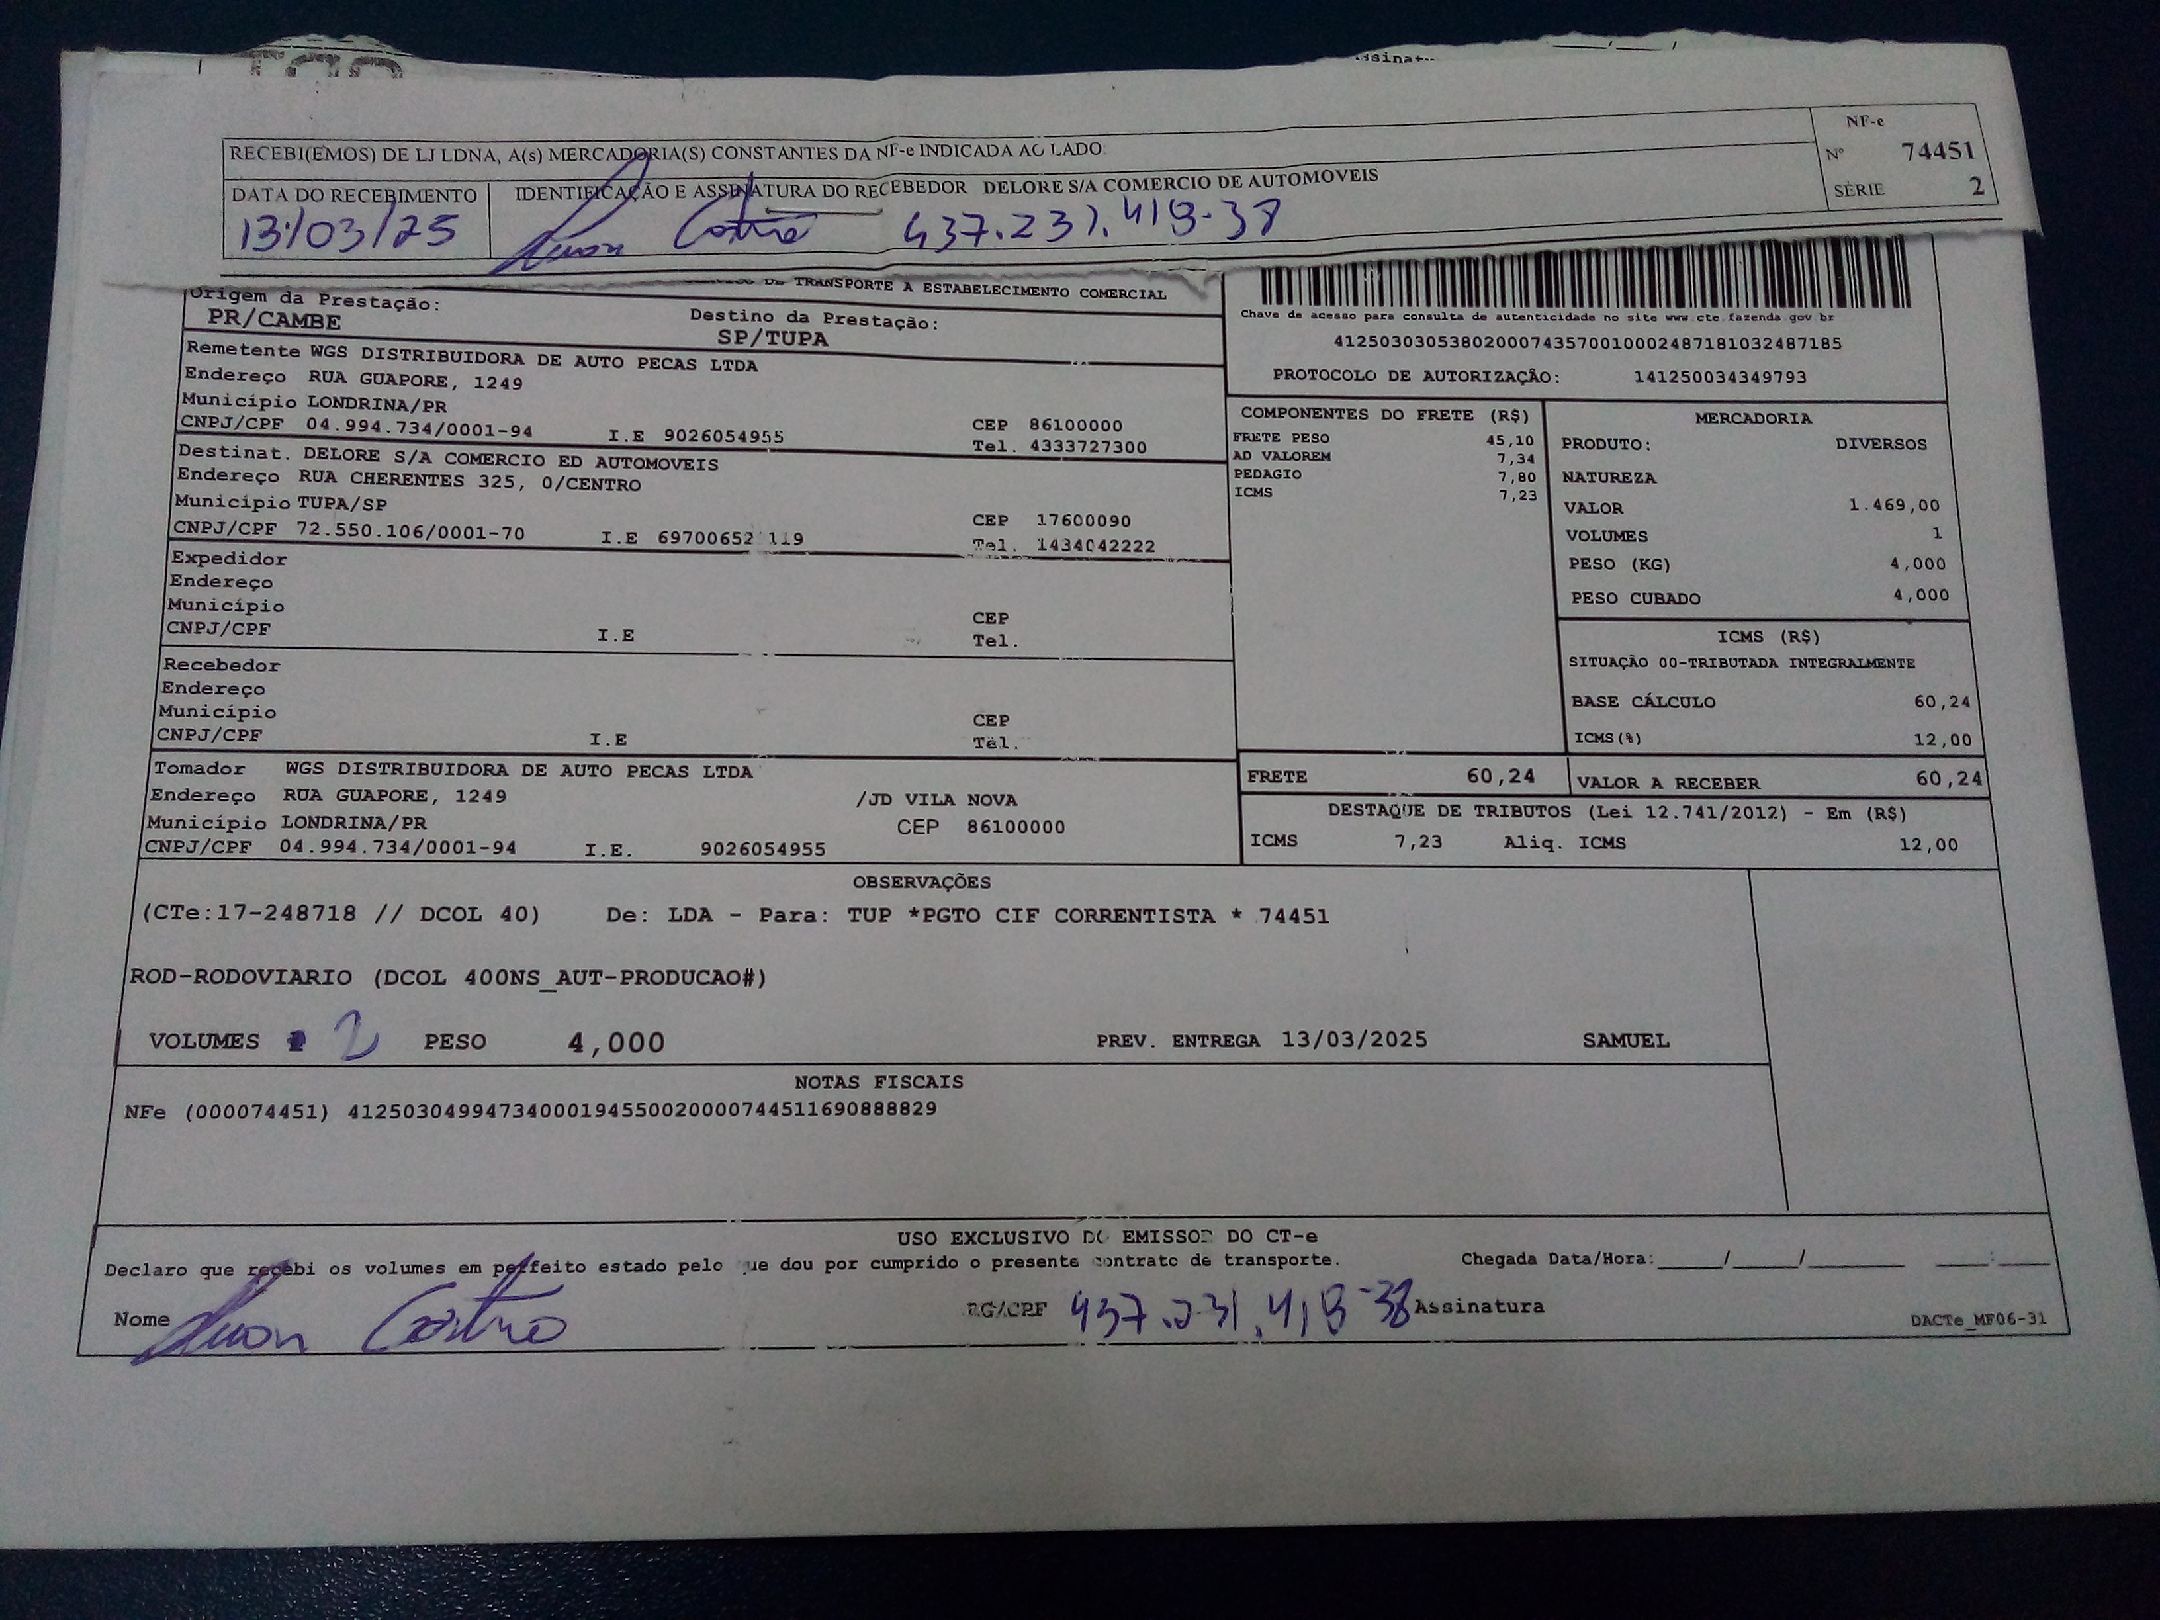 RECEBI(EMOS) DE LJ LDNA, A(s) MERCADORIA(S) CONSTANTES DA NF-e INDICADA AO LADO
NF-e
Nº 74451
SÉRIE 2
DATA DO RECEBIMENTO
13/03/25
IDENTIFICAÇÃO E ASSINATURA DO RECEBEDOR DELORE S/A COMERCIO DE AUTOMOVEIS
Castro 437.231.418-38
DE TRANSPORTE A ESTABELECIMENTO COMERCIAL
Origem da Prestação:
PR/CAMBE
Destino da Prestação:
SP/TUPA
Remetente WGS DISTRIBUIDORA DE AUTO PECAS LTDA
Endereço RUA GUAPORE, 1249
Município LONDRINA/PR
CEP 86100000
CNPJ/CPF 04.994.734/0001-94 I.E 9026054955 Tel. 4333727300
Destinat. DELORE S/A COMERCIO ED AUTOMOVEIS
Endereço RUA CHERENTES 325, 0/CENTRO
Município TUPA/SP
CEP 17600090
CNPJ/CPF 72.550.106/0001-70 I.E 69700652 119 Tel. 1434042222
Expedidor
Endereço
Município
CEP
CNPJ/CPF I.E Tel.
Recebedor
Endereço
Município
CEP
CNPJ/CPF I.E Tel.
Tomador WGS DISTRIBUIDORA DE AUTO PECAS LTDA
Endereço RUA GUAPORE, 1249 /JD VILA NOVA
Município LONDRINA/PR CEP 86100000
CNPJ/CPF 04.994.734/0001-94 I.E. 9026054955
Chave de acesso para consulta de autenticidade no site www.cte.fazenda.gov.br
41250303053802000743570010002487181032487185
PROTOCOLO DE AUTORIZAÇÃO: 141250034349793
COMPONENTES DO FRETE (R$)
FRETE PESO 45,10
AD VALOREM 7,34
PEDAGIO 7,80
ICMS 7,23
MERCADORIA
PRODUTO: DIVERSOS
NATUREZA
VALOR 1.469,00
VOLUMES 1
PESO (KG) 4,000
PESO CUBADO 4,000
ICMS (R$)
SITUAÇÃO 00-TRIBUTADA INTEGRALMENTE
BASE CÁLCULO 60,24
ICMS(%) 12,00
FRETE 60,24 VALOR A RECEBER 60,24
DESTAQUE DE TRIBUTOS (Lei 12.741/2012) - Em (R$)
ICMS 7,23 Aliq. ICMS 12,00
OBSERVAÇÕES
(CTe:17-248718 // DCOL 40) De: LDA - Para: TUP *PGTO CIF CORRENTISTA * 74451
ROD-RODOVIARIO (DCOL 400NS_AUT-PRODUCAO#)
VOLUMES 2 PESO 4,000 PREV. ENTREGA 13/03/2025 SAMUEL
NOTAS FISCAIS
NFe (000074451) 41250304994734000194550020000744511690888829
USO EXCLUSIVO DO EMISSOR DO CT-e
Declaro que recebi os volumes em perfeito estado pelo que dou por cumprido o presente contrato de transporte. Chegada Data/Hora:____/____/____ ____:____
Nome Castro RG/CPF 437.231.418-38 Assinatura
DACTe_MF06-31